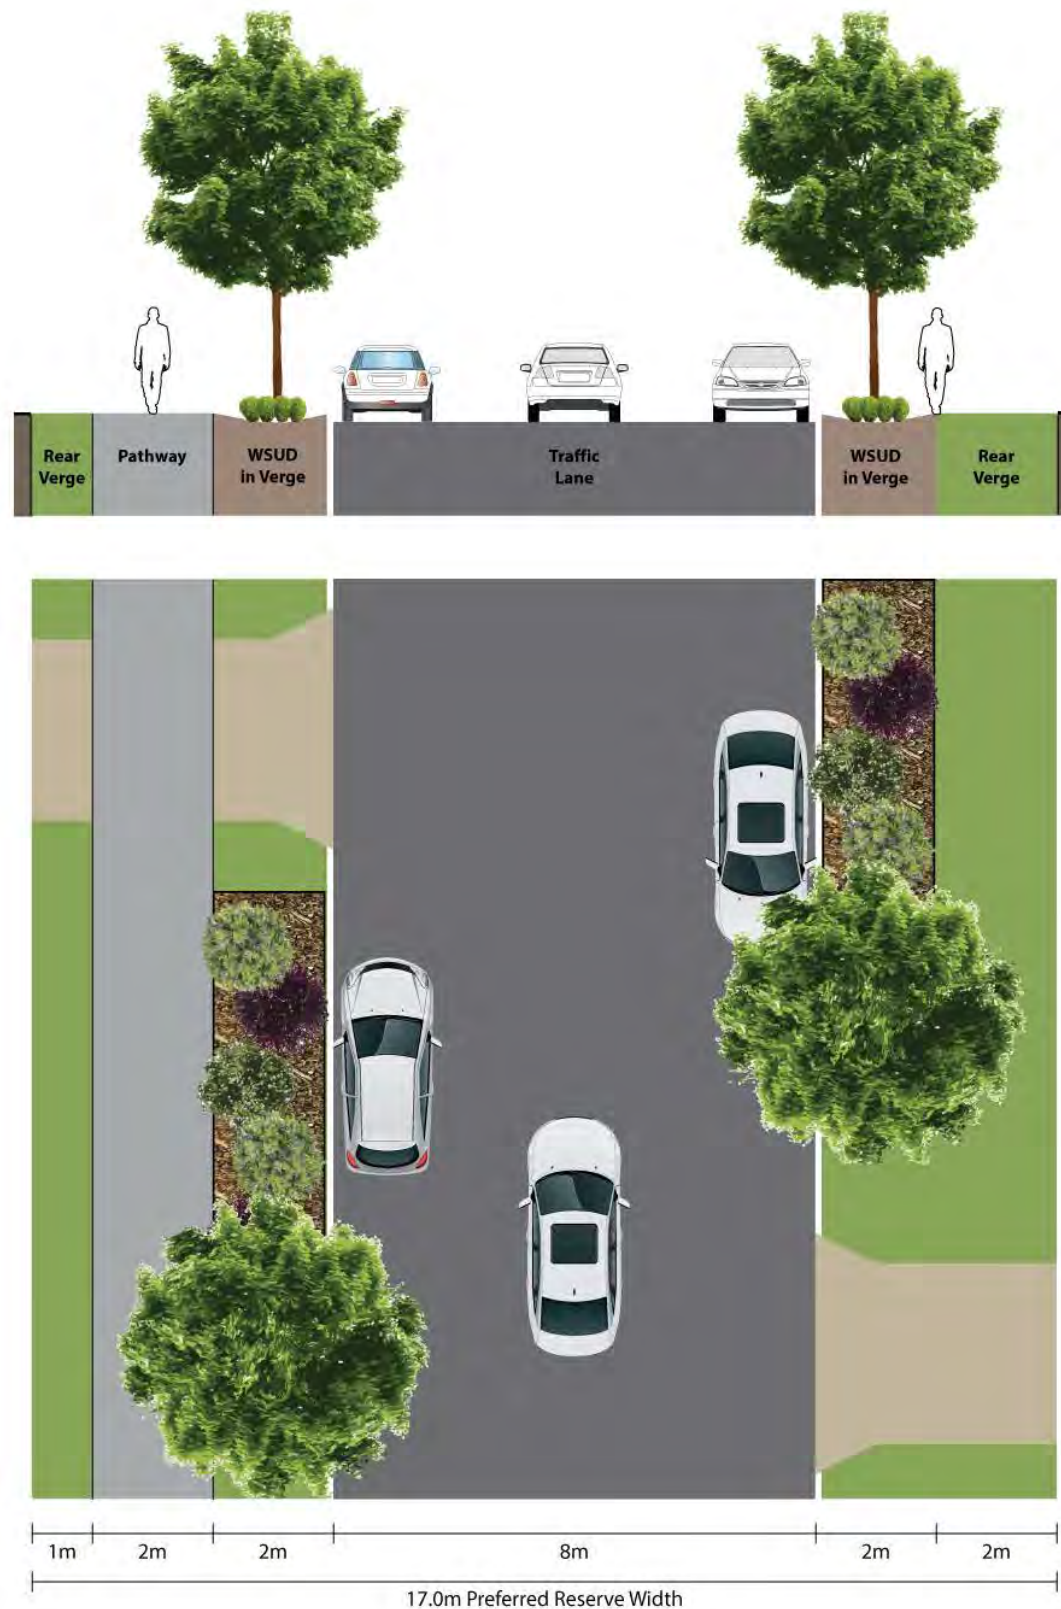 Rear
Verge
Pathway
WSUD
in Verge
Traffic
Lane
WSUD
in Verge
Rear
Verge
1m
2m
2m
8m
2m
2m
17.0m Preferred Reserve Width